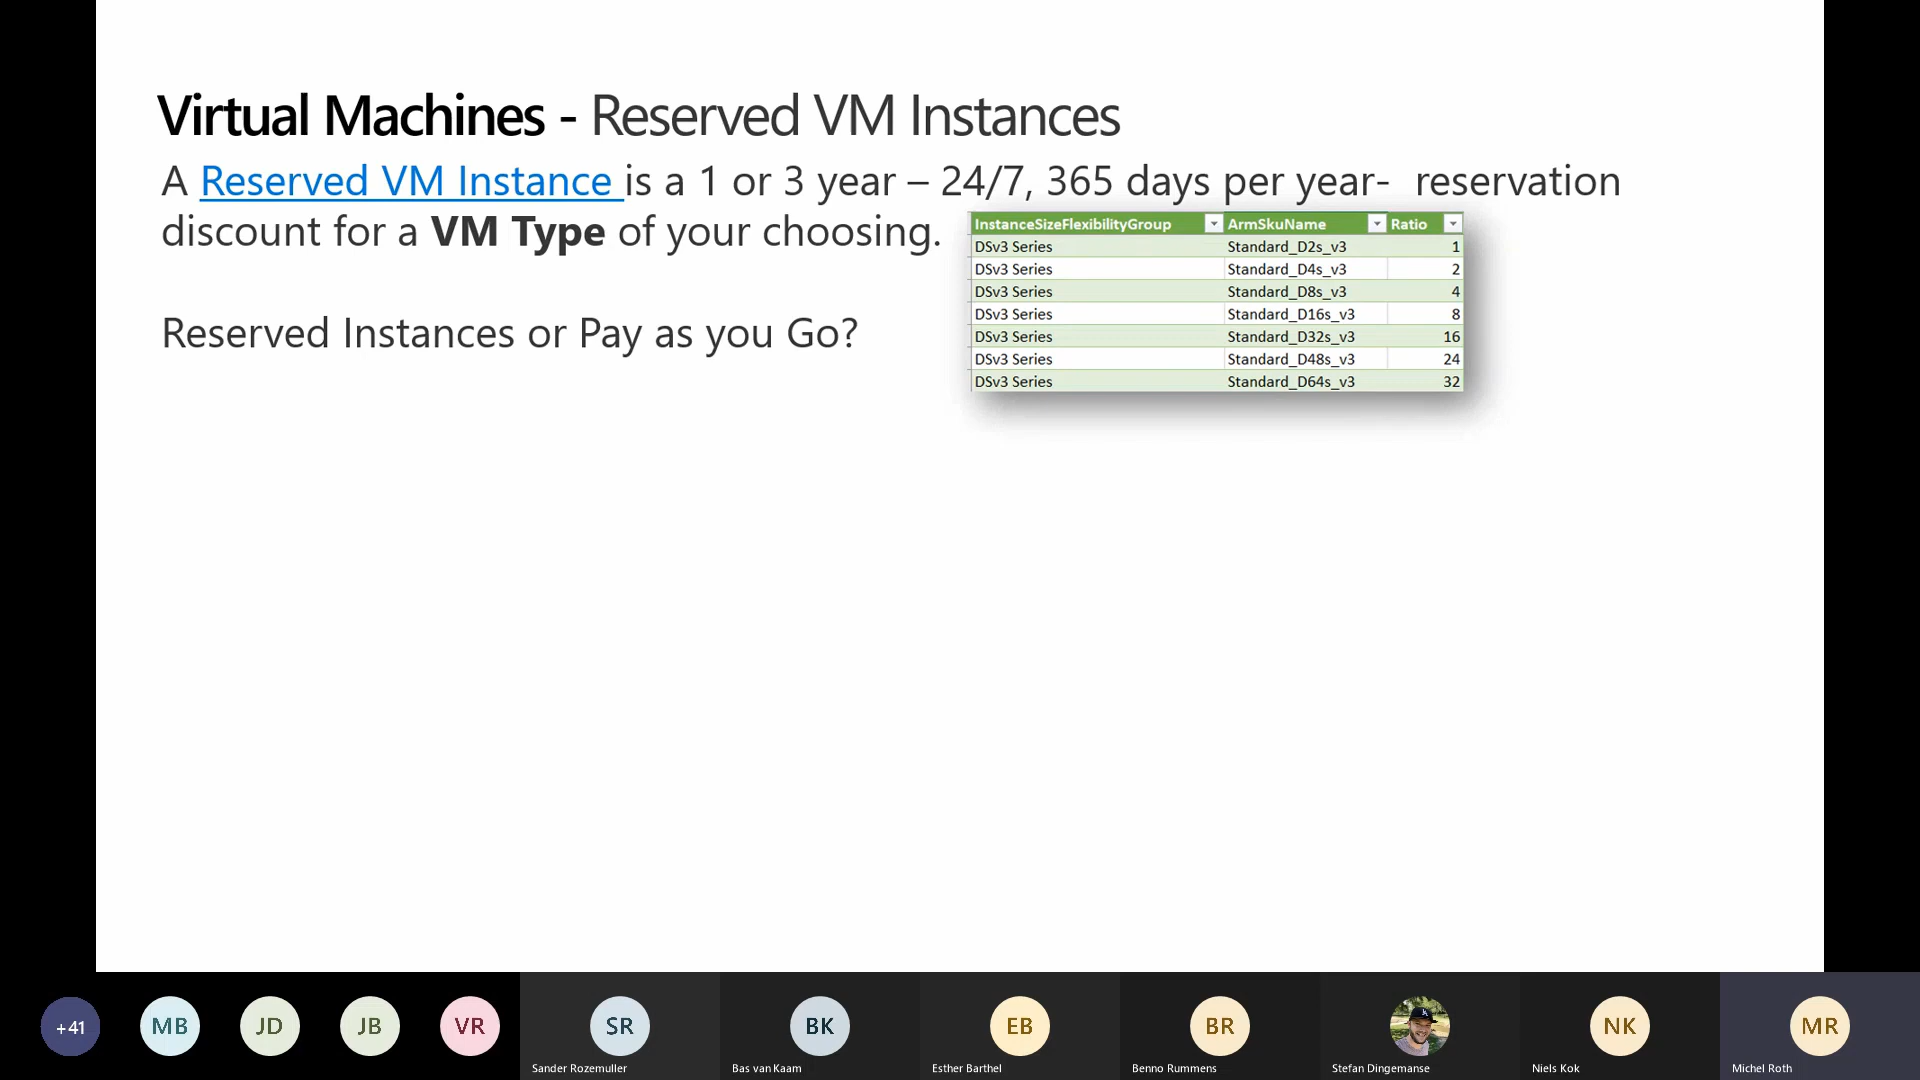 Virtual Machines - Reserved VM Instances
A Reserved VM Instance is a 1 or 3 year – 24/7, 365 days per year- reservation
discount for a VM Type of your choosing.
InstanceSizeFlexibilityGroup ArmSkuName Ratio
DSv3 Series Standard_D2s_v3 1
DSv3 Series Standard_D4s_v3 2
DSv3 Series Standard_D8s_v3 4
DSv3 Series Standard_D16s_v3 8
DSv3 Series Standard_D32s_v3 16
DSv3 Series Standard_D48s_v3 24
DSv3 Series Standard_D64s_v3 32
Reserved Instances or Pay as you Go?
+41 MB JD JB VR SR BK EB BR NK MR
Sander Rozemuller Bas van Kaam Esther Barthel Benno Rummens Stefan Dingemanse Niels Kok Michel Roth